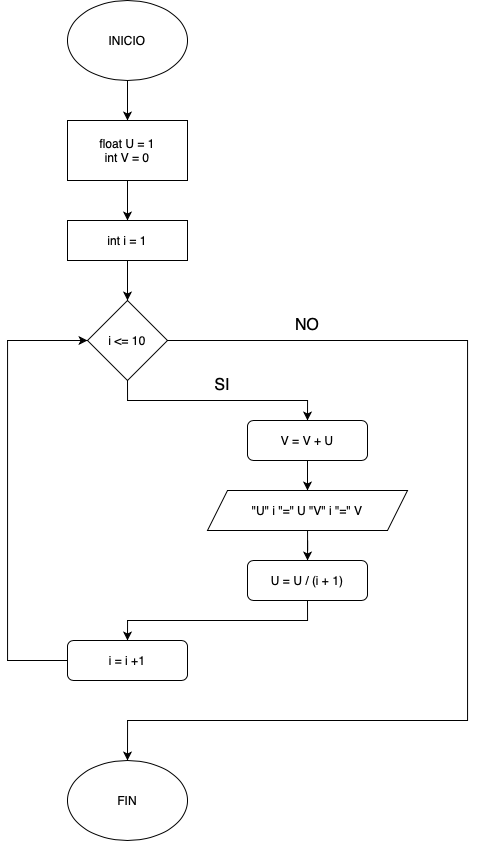 INICIO
float U = 1
int V = 0
int i = 1
i <= 10
NO
SI
V = V + U
"U" i "=" U "V" i "=" V
U = U / (i + 1)
i = i +1
FIN